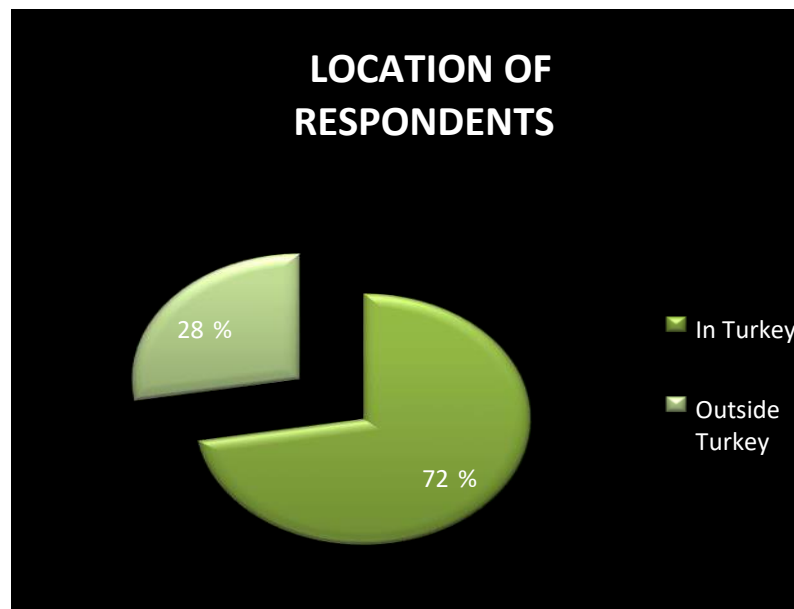 LOCATION OF
RESPONDENTS
28 %
72 %
In Turkey
Outside
Turkey